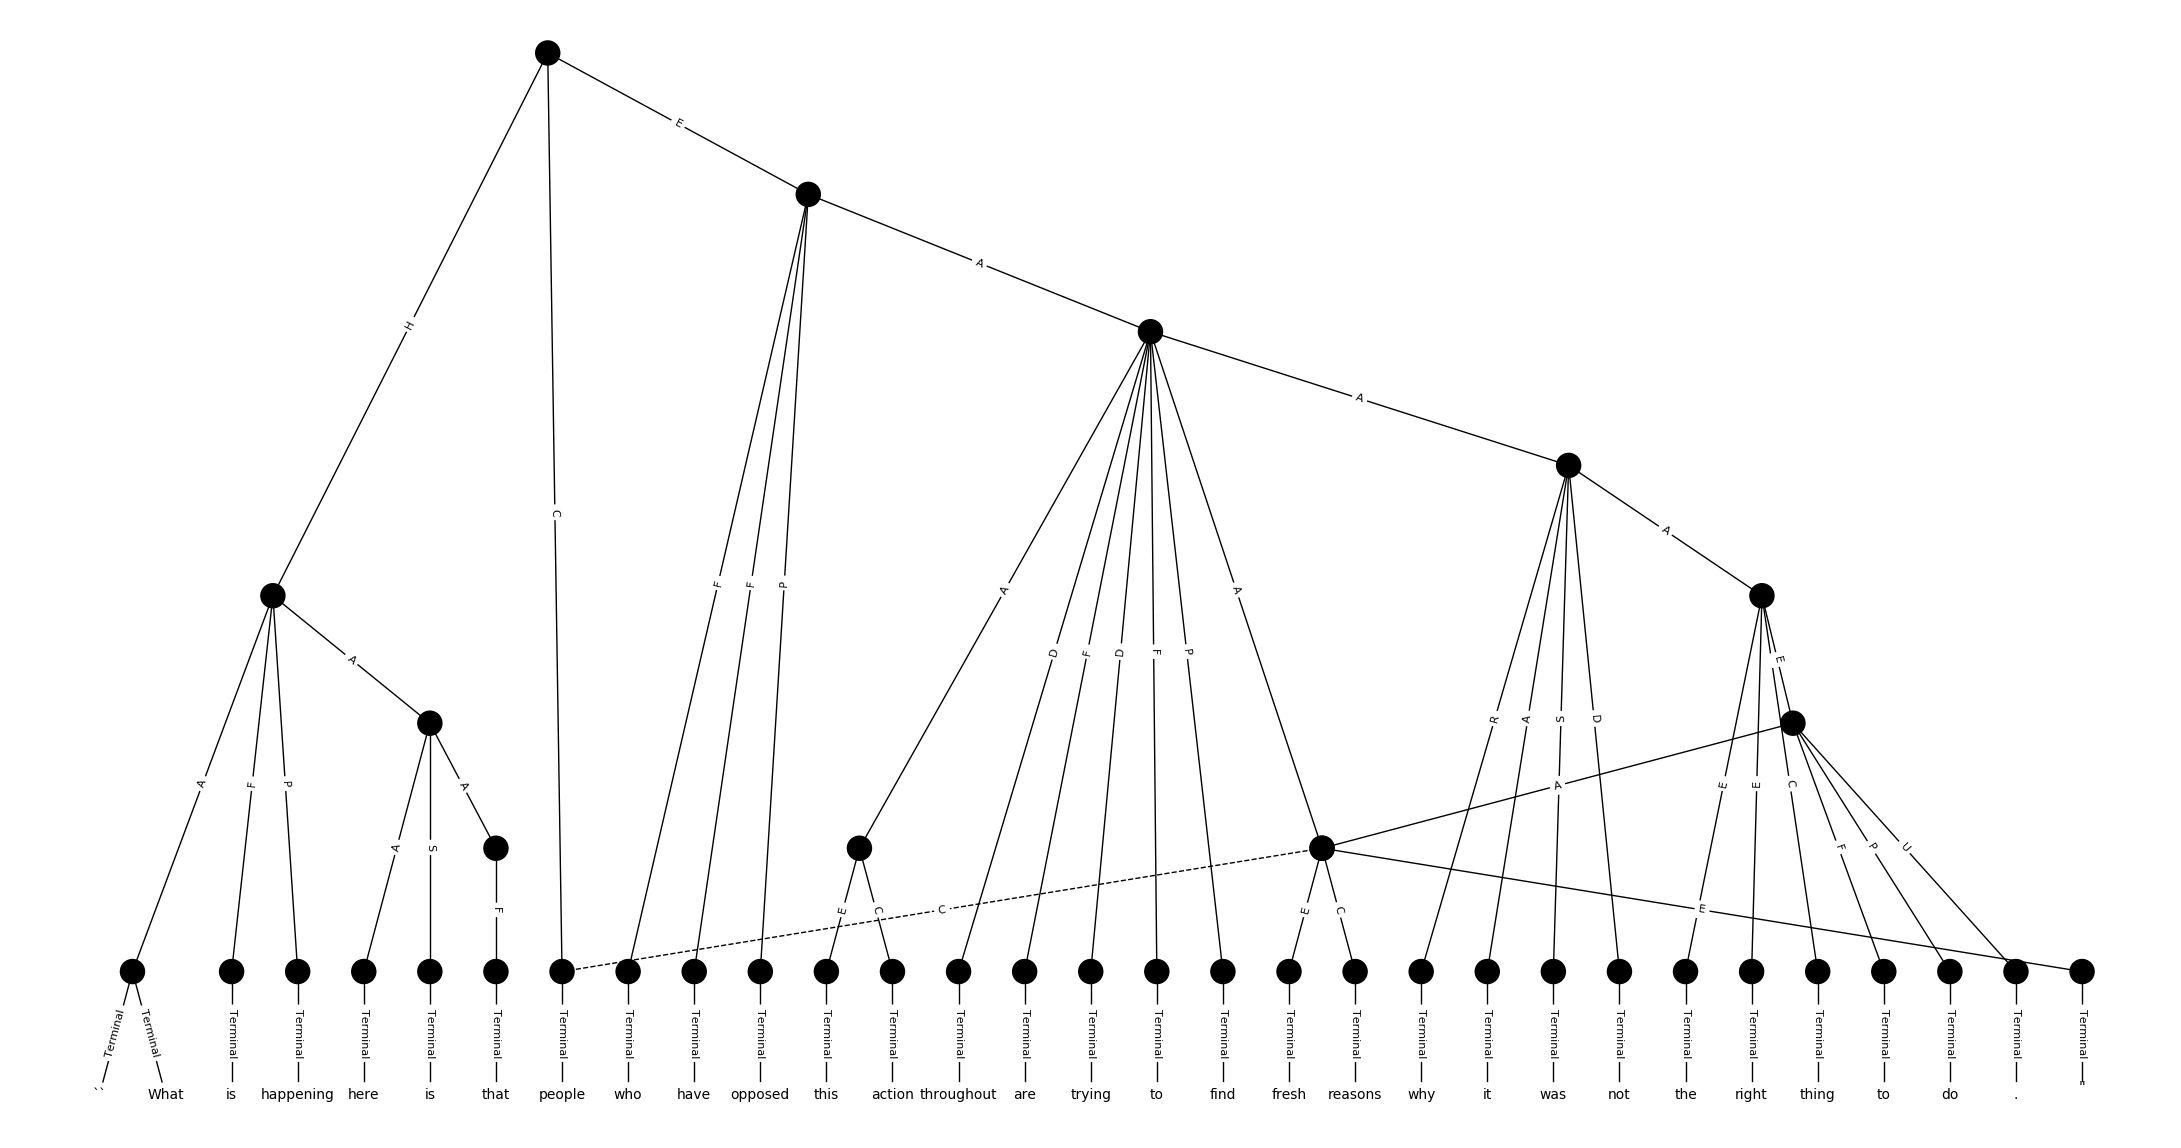 E
A
H
A
C
A
F F P
A A
D F D F P
A
E
R A S D
A F P
A
A
E E C
A S
F P U
F
E C
C
E C
E
Terminal Terminal Terminal Terminal Terminal Terminal Terminal Terminal Terminal Terminal Terminal Terminal Terminal Terminal Terminal Terminal Terminal Terminal Terminal Terminal Terminal Terminal Terminal Terminal Terminal Terminal Terminal Terminal Terminal Terminal Terminal
`` What is happening here is that people who have opposed this action throughout are trying to find fresh reasons why it was not the right thing to do . "